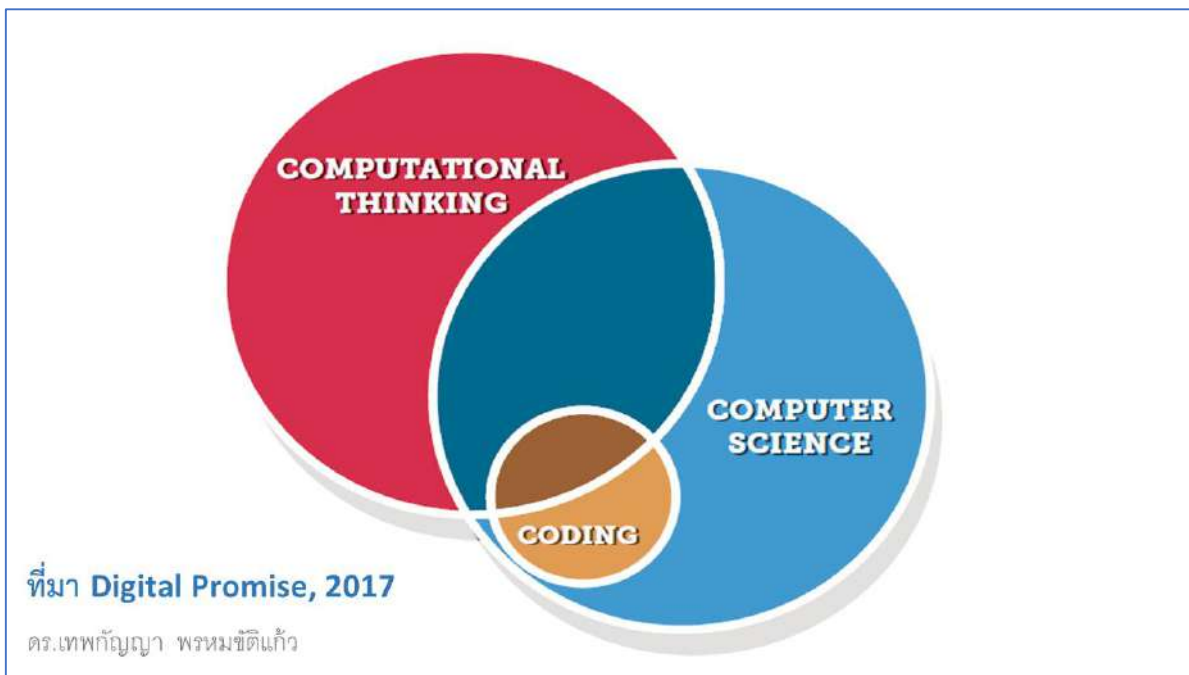 COMPUTATIONAL
THINKING
COMPUTER
SCIENCE
CODING
ที่มา Digital Promise, 2017
ดร.เทพกัญญา พรหมขัติแก้ว